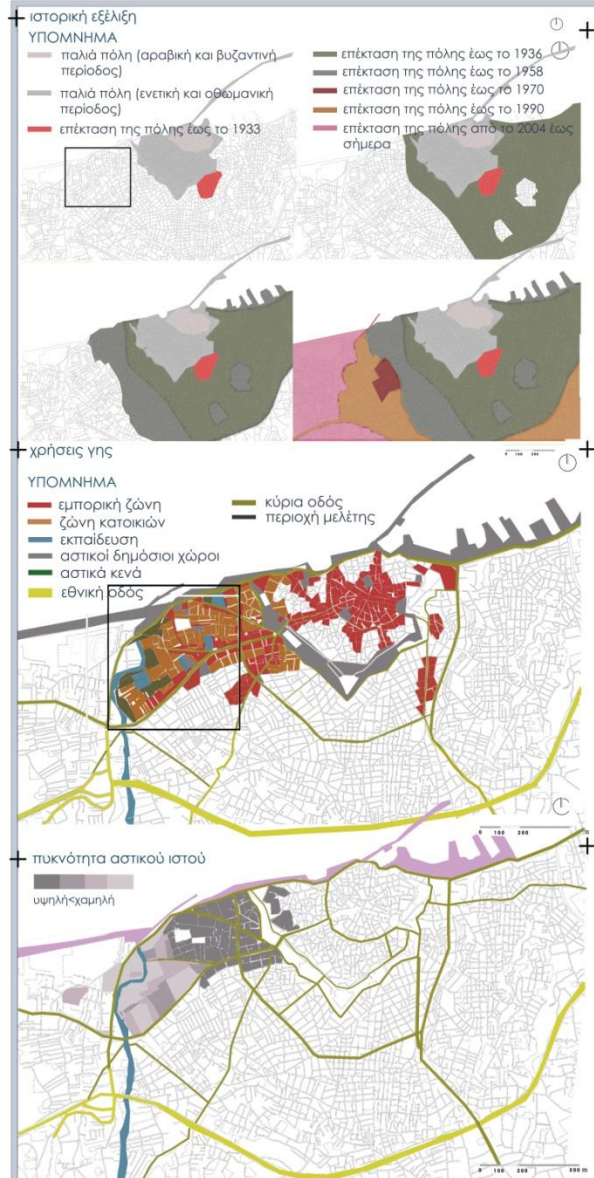 ιστορική εξέλιξη
ΥΠΟΜΝΗΜΑ
παλιά πόλη (αραβική και βυζαντινή
περίοδος)
παλιά πόλη (ενετική και οθωμανική
περίοδος)
επέκταση της πόλης έως το 1933
επέκταση της πόλης έως το 1936
επέκταση της πόλης έως το 1958
επέκταση της πόλης έως το 1970
επέκταση της πόλης έως το 1990
επέκταση της πόλης από το 2004 έως
σήμερα
χρήσεις γης
ΥΠΟΜΝΗΜΑ
εμπορική ζώνη
ζώνη κατοικιών
εκπαίδευση
αστικοί δημόσιοι χώροι
αστικά κενά
εθνική οδός
κύρια οδός
περιοχή μελέτης
πυκνότητα αστικού ιστού
υψηλή<χαμηλή
0 100 200 500 m